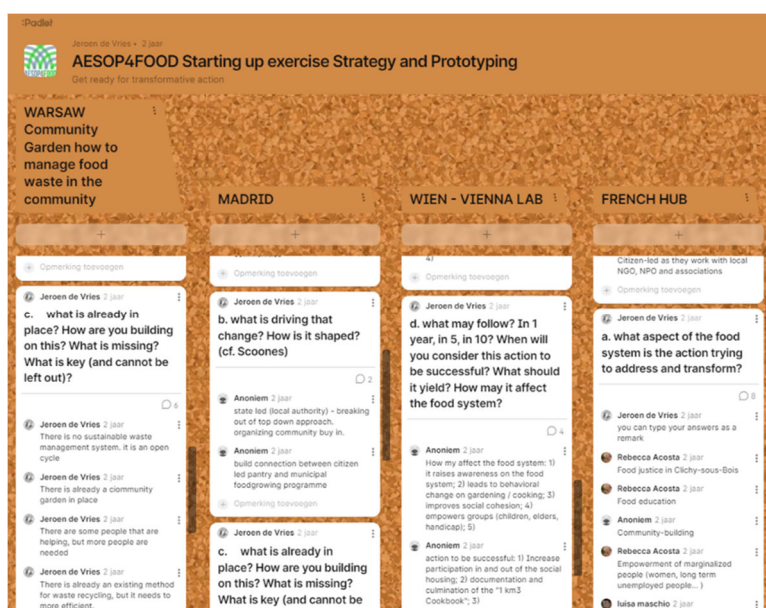 :Padlet
Jeroen de Vries • 2 jaar
AESOP4FOOD Starting up exercise Strategy and Prototyping
Get ready for transformative action
AESOP4FOOD
WARSAW
Community
Garden how to
manage food
waste in the
community
Opmerking toevoegen
Jeroen de Vries 2 jaar
c. what is already in
place? How are you building
on this? What is missing?
What is key (and cannot be
left out)?
6
Jeroen de Vries 2 jaar
There is no sustainable waste
management system, it is an open
cycle
Jeroen de Vries 2 jaar
There is already a ciommunity
garden in place
Jeroen de Vries 2 jaar
There are some people that are
helping, but more people are
needed
Jeroen de Vries 2 jaar
There is already an existing method
for waste recycling, but it needs to
more efficient.
MADRID
Opmerking toevoegen
Jeroen de Vries 2 jaar
b. what is driving that
change? How is it shaped?
(cf. Scoones)
2
Anoniem 2 jaar
state led (local authority) - breaking
out of top down approach.
organizing community buy in.
Anoniem 2 jaar
build connection between citizen
led pantry and municipal
foodgrowing programme
Opmerking toevoegen
Jeroen de Vries 2 jaar
c. what is already in
place? How are you building
on this? What is missing?
What is key (and cannot be
WIEN - VIENNA LAB
4)
Opmerking toevoegen
Jeroen de Vries 2 jaar
d. what may follow? In 1
year, in 5, in 10? When will
you consider this action to
be successful? What should
it yield? How may it affect
the food system?
4
Anoniem 2 jaar
How my affect the food system: 1)
it raises awareness on the food
system; 2) leads to behavioral
change on gardening / cooking; 3)
improves social cohesion; 4)
empowers groups (children, elders,
handicap); 5)
Anoniem 2 jaar
action to be successful: 1) Increase
participation in and out of the social
housing; 2) documentation and
culmination of the "1 km3
Cookbook"; 3)
FRENCH HUB
Citizen-led as they work with local
NGO, NPO and associations
Opmerking toevoegen
Jeroen de Vries 2 jaar
a. what aspect of the food
system is the action trying
to address and transform?
8
Jeroen de Vries 2 jaar
you can type your answers as a
remark
Rebecca Acosta 2 jaar
Food justice in Clichy-sous-Bois
Rebecca Acosta 2 jaar
Food education
Anoniem 2 jaar
Community-building
Rebecca Acosta 2 jaar
Empowerment of marginalized
people (women, long term
unemployed people... )
luisa maschio 2 jaar